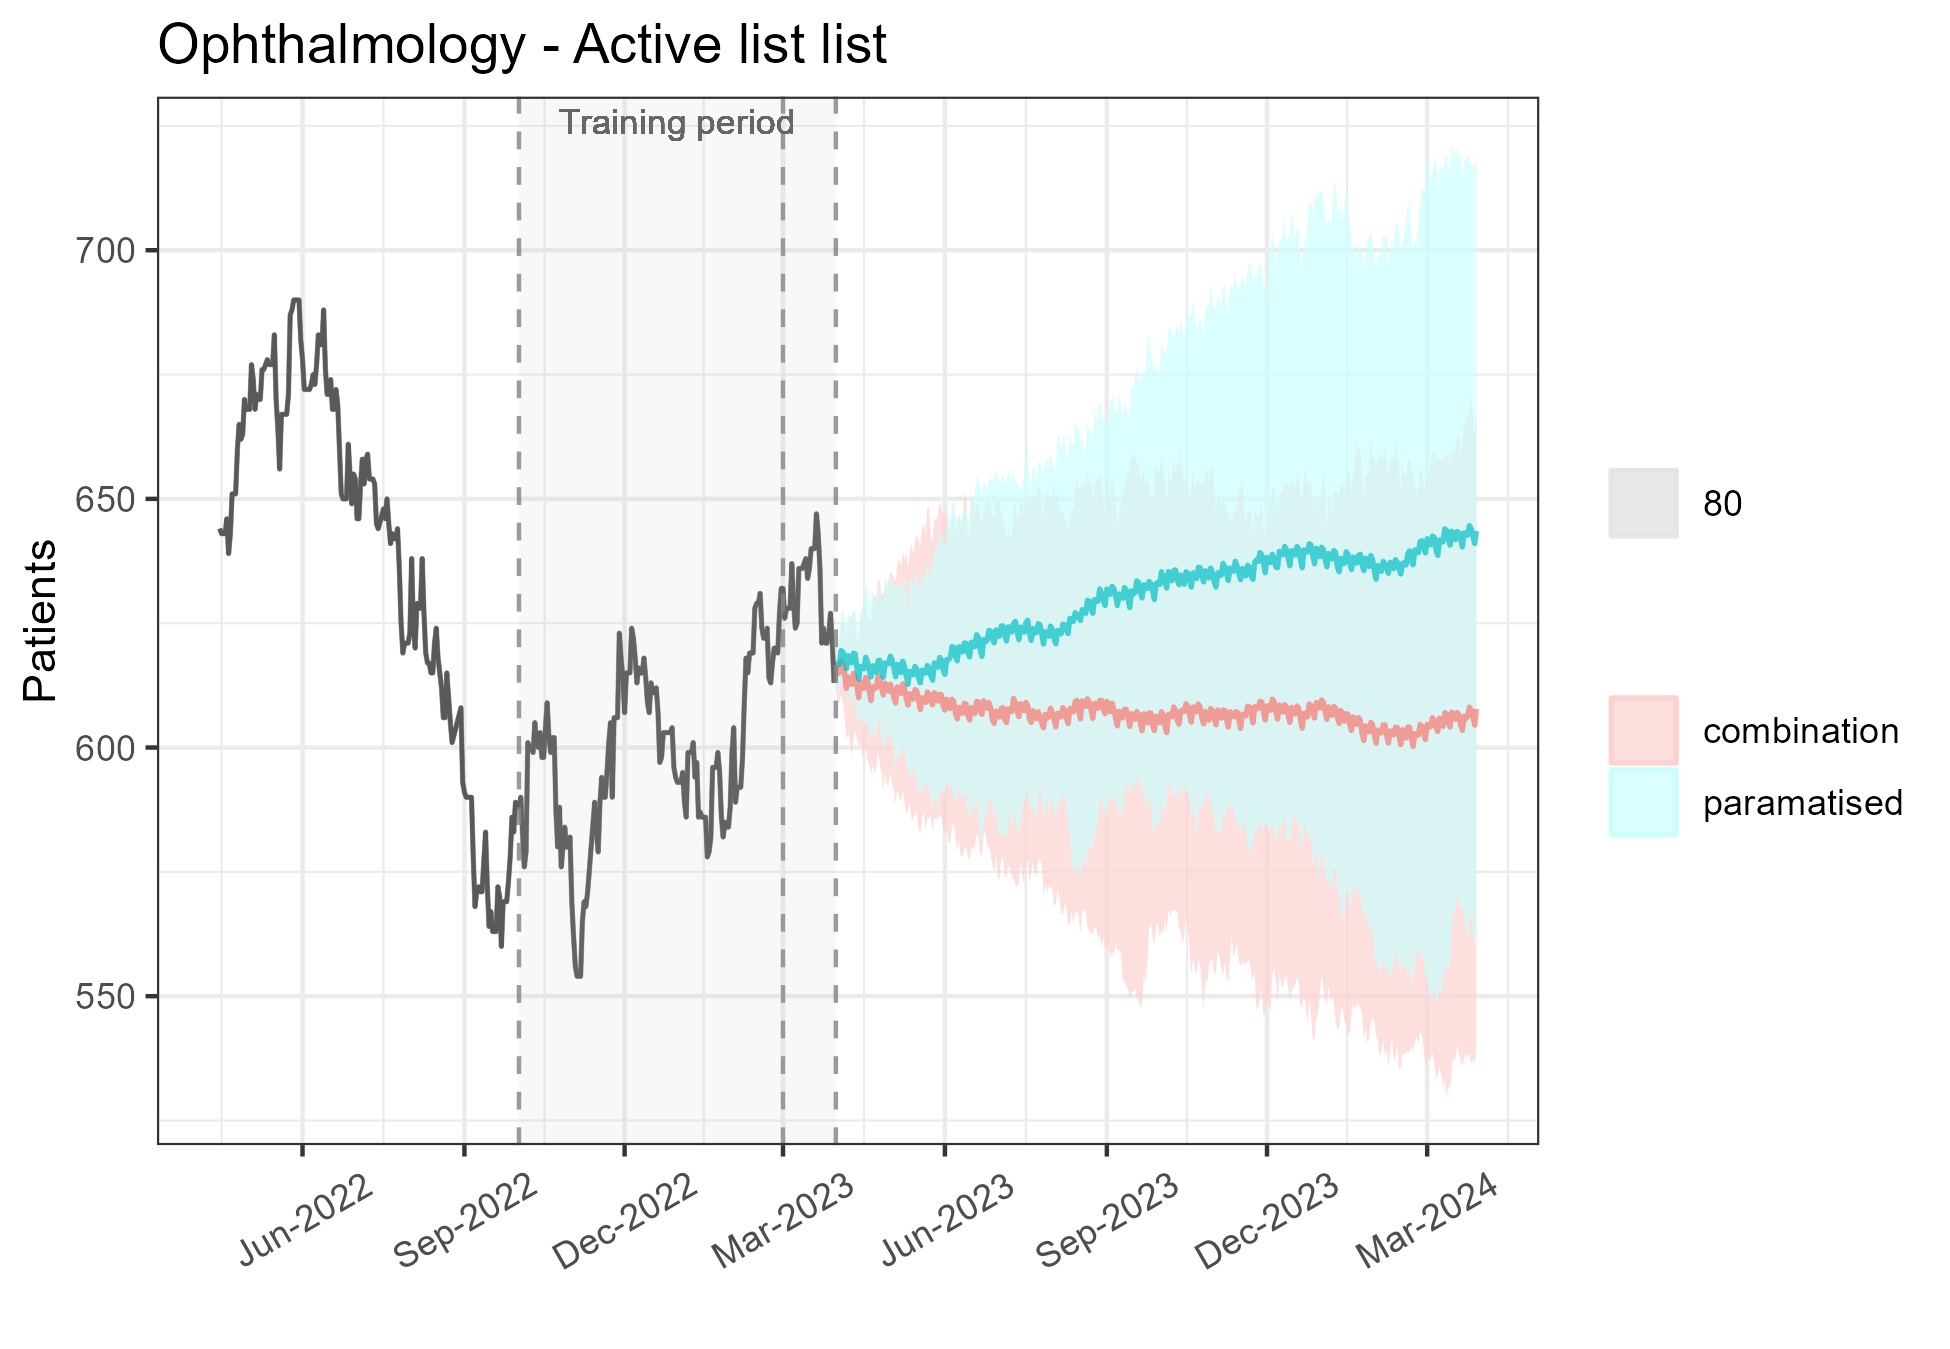 Ophthalmology - Active list list
Training period
Patients
700
650
600
550
Jun-2022
Sep-2022
Dec-2022
Mar-2023
Jun-2023
Sep-2023
Dec-2023
Mar-2024
80
combination
paramatised